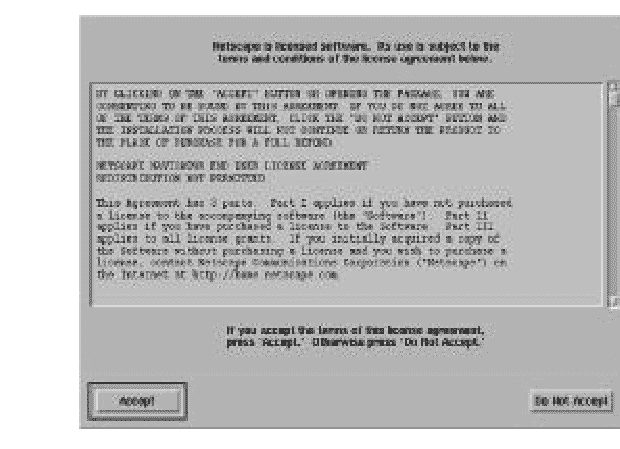 Netscape is licensed software. Its use is subject to the
terms and conditions of the license agreement below.
BY CLICKING ON THE "ACCEPT" BUTTON OR OPENING THE PACKAGE, YOU ARE
CONSENTING TO BE BOUND BY THIS AGREEMENT. IF YOU DO NOT AGREE TO ALL
OF THE TERMS OF THIS AGREEMENT, CLICK THE "DO NOT ACCEPT" BUTTON AND
THE INSTALLATION PROCESS WILL NOT CONTINUE OR RETURN THE PRODUCT TO
THE PLACE OF PURCHASE FOR A FULL REFUND.
NETSCAPE NAVIGATOR END USER LICENSE AGREEMENT
REDISTRIBUTION NOT PERMITTED
This Agreement has 3 parts. Part I applies if you have not purchased
a license to the accompanying software (the "Software"). Part II
applies if you have purchased a license to the Software. Part III
applies to all license grants. If you initially acquired a copy of
the Software without purchasing a license and you wish to purchase a
license, contact Netscape Communications Corporation ("Netscape") on
the Internet at http://home.netscape.com
If you accept the terms of this license agreement,
press "Accept." Otherwise press "Do Not Accept."
Accept
Do Not Accept